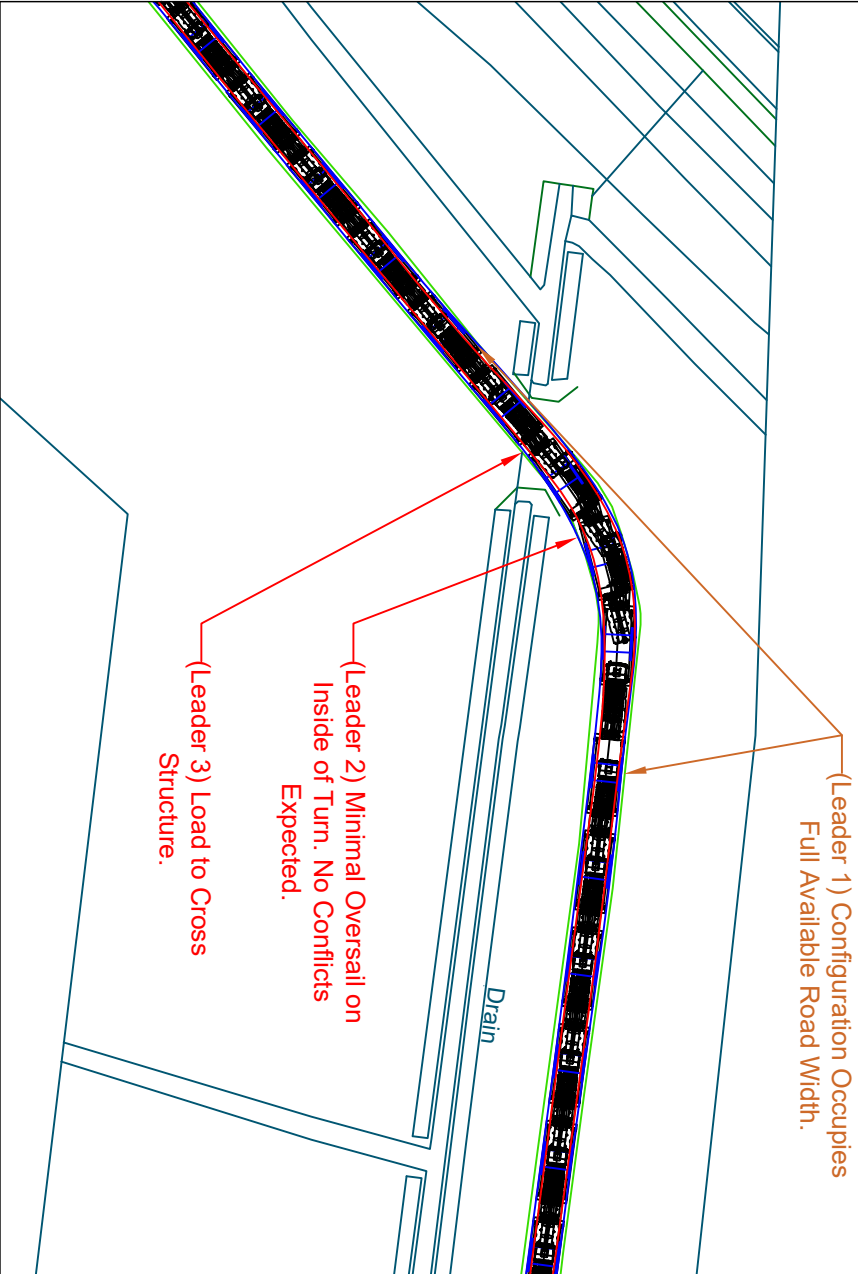 (Leader 1) Configuration Occupies
Full Available Road Width.
(Leader 2) Minimal Oversail on
Inside of Turn. No Conflicts
Expected.
(Leader 3) Load to Cross
Structure.
Drain